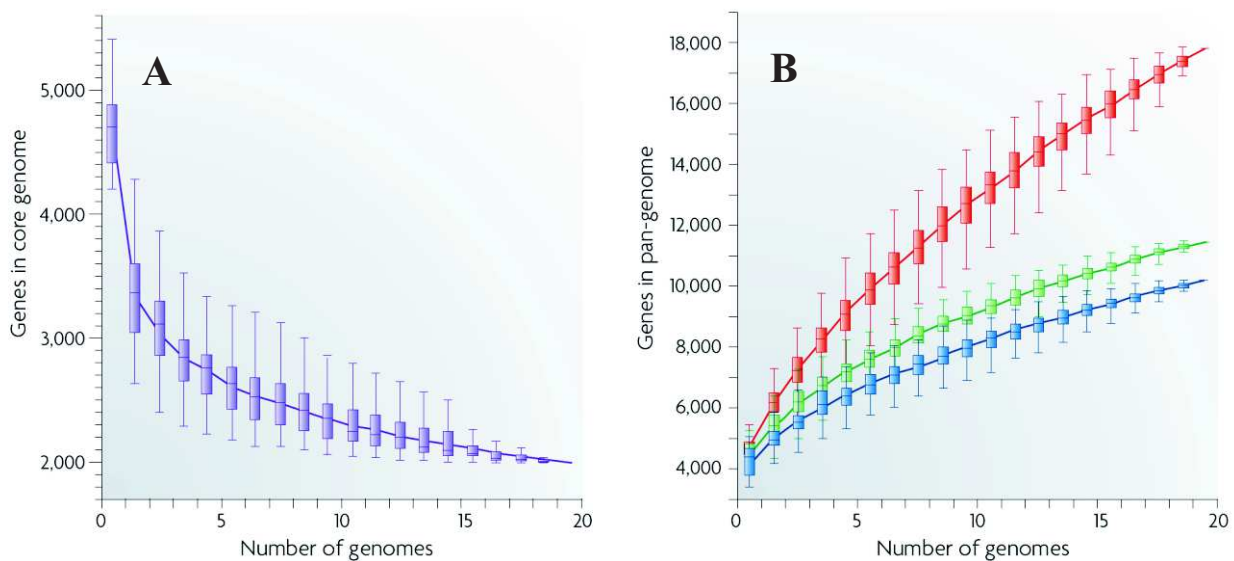 A
5,000
4,000
3,000
2,000
Genes in core genome
0 5 10 15 20
Number of genomes
B
18,000
16,000
14,000
12,000
10,000
8,000
6,000
4,000
Genes in pan-genome
0 5 10 15 20
Number of genomes